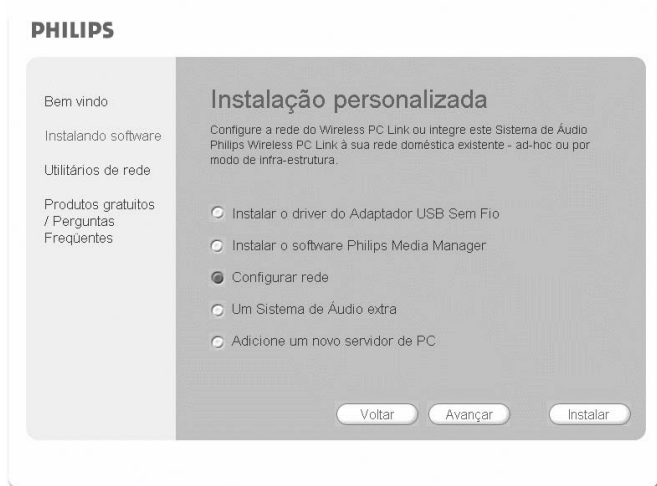 PHILIPS
Bem vindo
Instalando software
Utilitários de rede
Produtos gratuitos
/ Perguntas
Freqüentes
Instalação personalizada
Configure a rede do Wireless PC Link ou integre este Sistema de Áudio
Philips Wireless PC Link à sua rede doméstica existente - ad-hoc ou por
modo de infra-estrutura.
Instalar o driver do Adaptador USB Sem Fio
Instalar o software Philips Media Manager
Configurar rede
Um Sistema de Áudio extra
Adicione um novo servidor de PC
Voltar Avançar Instalar